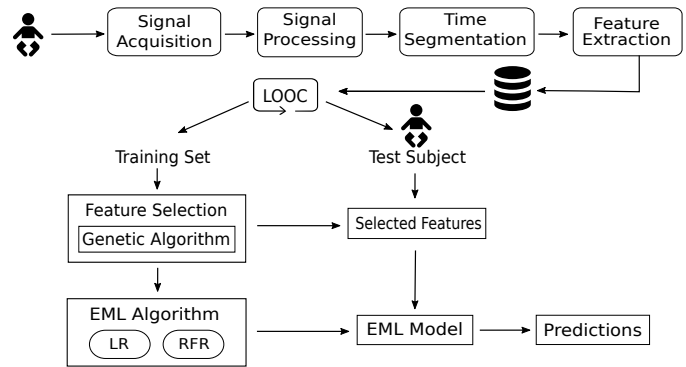 Signal
Acquisition
Signal
Processing
Time
Segmentation
Feature
Extraction
LOOC
Training Set
Test Subject
Feature Selection
Genetic Algorithm
Selected Features
EML Algorithm
LR
RFR
EML Model
Predictions